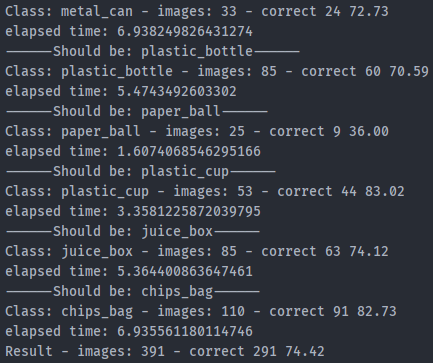 Class: metal_can - images: 33 - correct 24 72.73
elapsed time: 6.938249826431274
------Should be: plastic_bottle------
Class: plastic_bottle - images: 85 - correct 60 70.59
elapsed time: 5.4743492603302
------Should be: paper_ball------
Class: paper_ball - images: 25 - correct 9 36.00
elapsed time: 1.6074068546295166
------Should be: plastic_cup------
Class: plastic_cup - images: 53 - correct 44 83.02
elapsed time: 3.3581225872039795
------Should be: juice_box------
Class: juice_box - images: 85 - correct 63 74.12
elapsed time: 5.364400863647461
------Should be: chips_bag------
Class: chips_bag - images: 110 - correct 91 82.73
elapsed time: 6.935561180114746
Result - images: 391 - correct 291 74.42